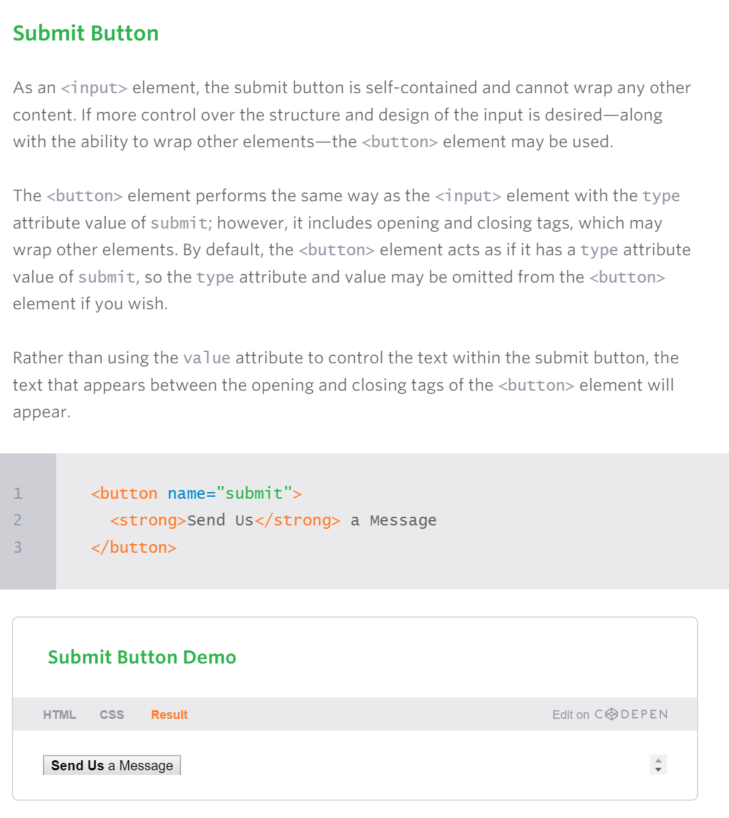 Submit Button
As an <input> element, the submit button is self-contained and cannot wrap any other
content. If more control over the structure and design of the input is desired—along
with the ability to wrap other elements—the <button> element may be used.
The <button> element performs the same way as the <input> element with the type
attribute value of submit; however, it includes opening and closing tags, which may
wrap other elements. By default, the <button> element acts as if it has a type attribute
value of submit, so the type attribute and value may be omitted from the <button>
element if you wish.
Rather than using the value attribute to control the text within the submit button, the
text that appears between the opening and closing tags of the <button> element will
appear.
1 <button name="submit">
2 <strong>Send Us</strong> a Message
3 </button>
Submit Button Demo
HTML CSS Result Edit on CODEPEN
Send Us a Message